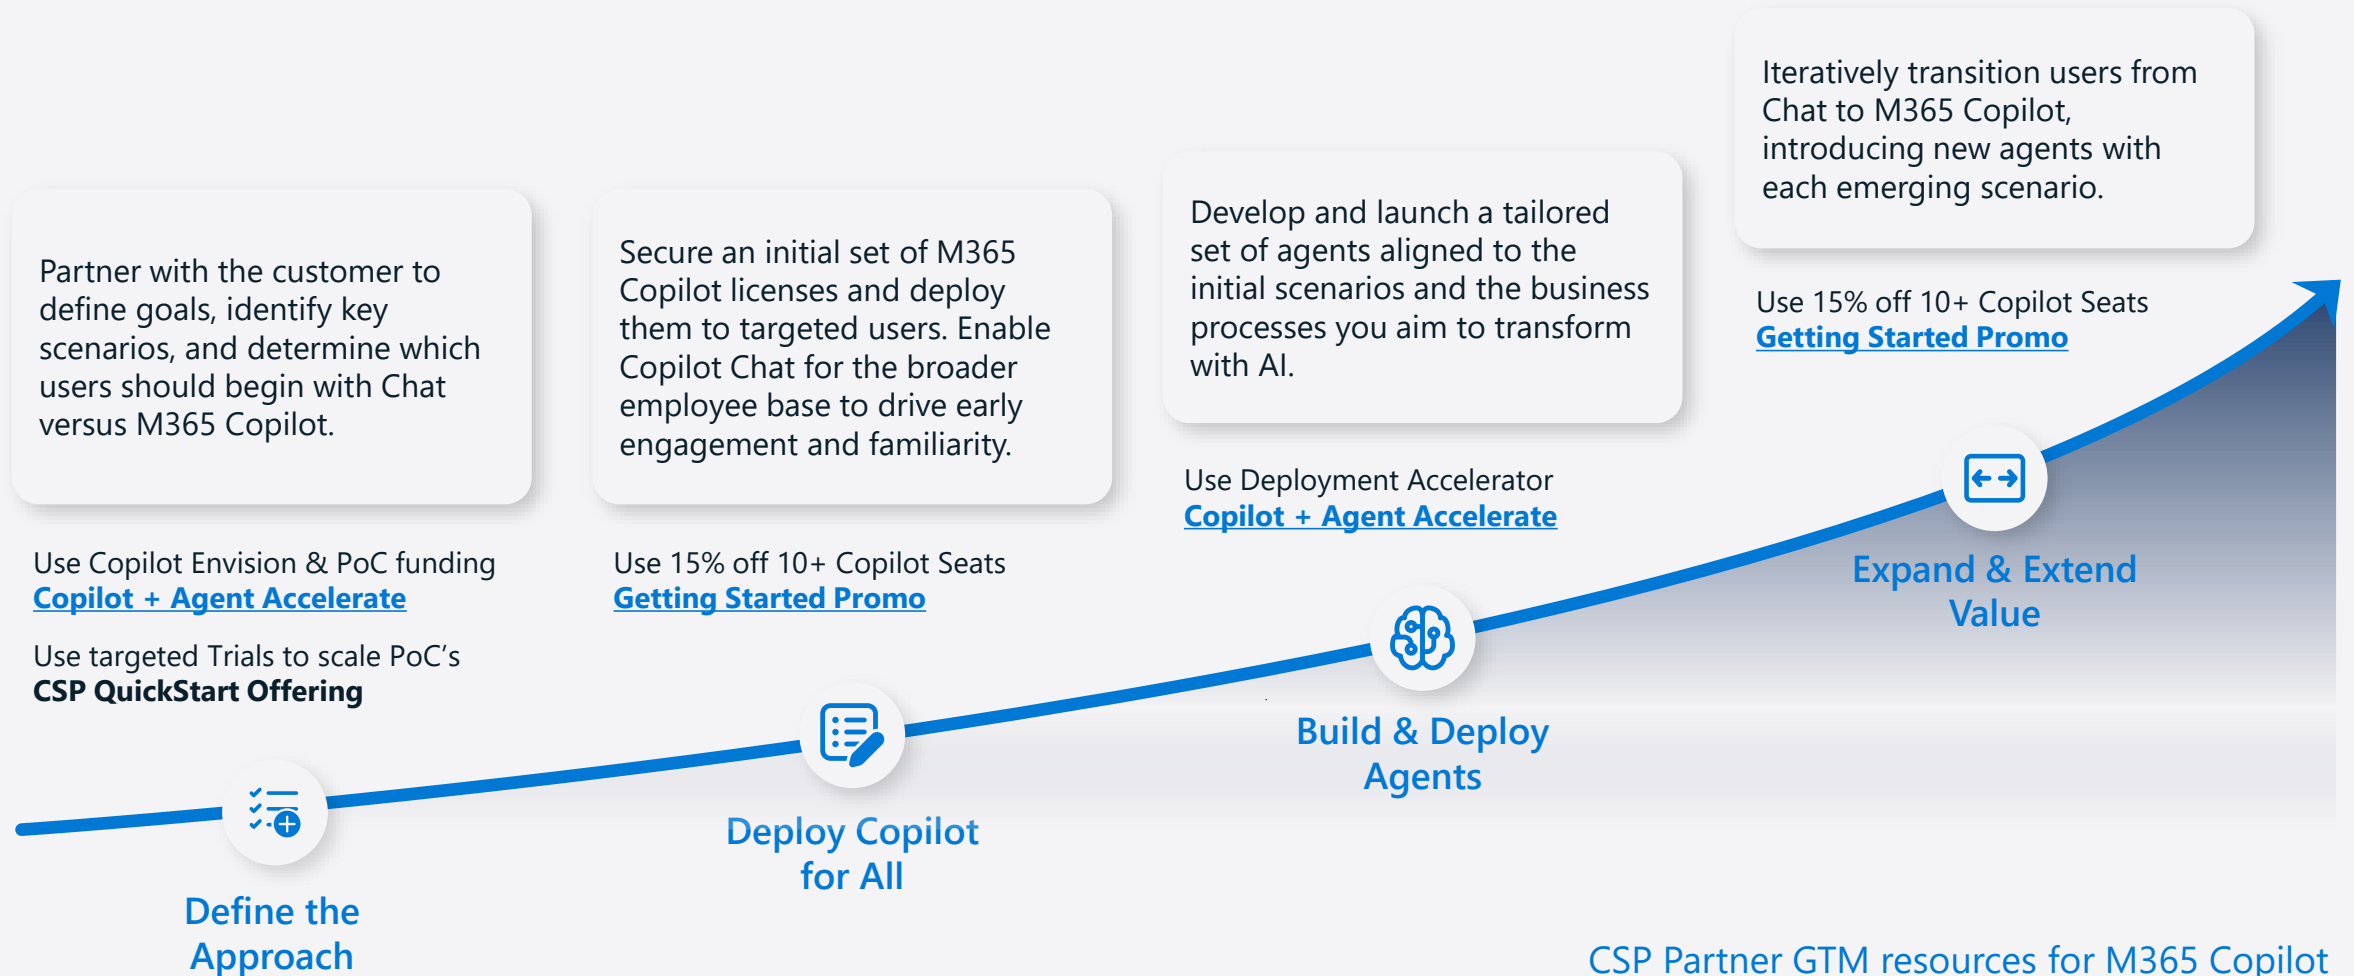 Partner with the customer to
define goals, identify key
scenarios, and determine which
users should begin with Chat
versus M365 Copilot.
Use Copilot Envision & PoC funding
Copilot + Agent Accelerate
Use targeted Trials to scale PoC’s
CSP QuickStart Offering
Define the
Approach
Secure an initial set of M365
Copilot licenses and deploy
them to targeted users. Enable
Copilot Chat for the broader
employee base to drive early
engagement and familiarity.
Use 15% off 10+ Copilot Seats
Getting Started Promo
Deploy Copilot
for All
Develop and launch a tailored
set of agents aligned to the
initial scenarios and the business
processes you aim to transform
with AI.
Use Deployment Accelerator
Copilot + Agent Accelerate
Build & Deploy
Agents
Iteratively transition users from
Chat to M365 Copilot,
introducing new agents with
each emerging scenario.
Use 15% off 10+ Copilot Seats
Getting Started Promo
Expand & Extend
Value
CSP Partner GTM resources for M365 Copilot